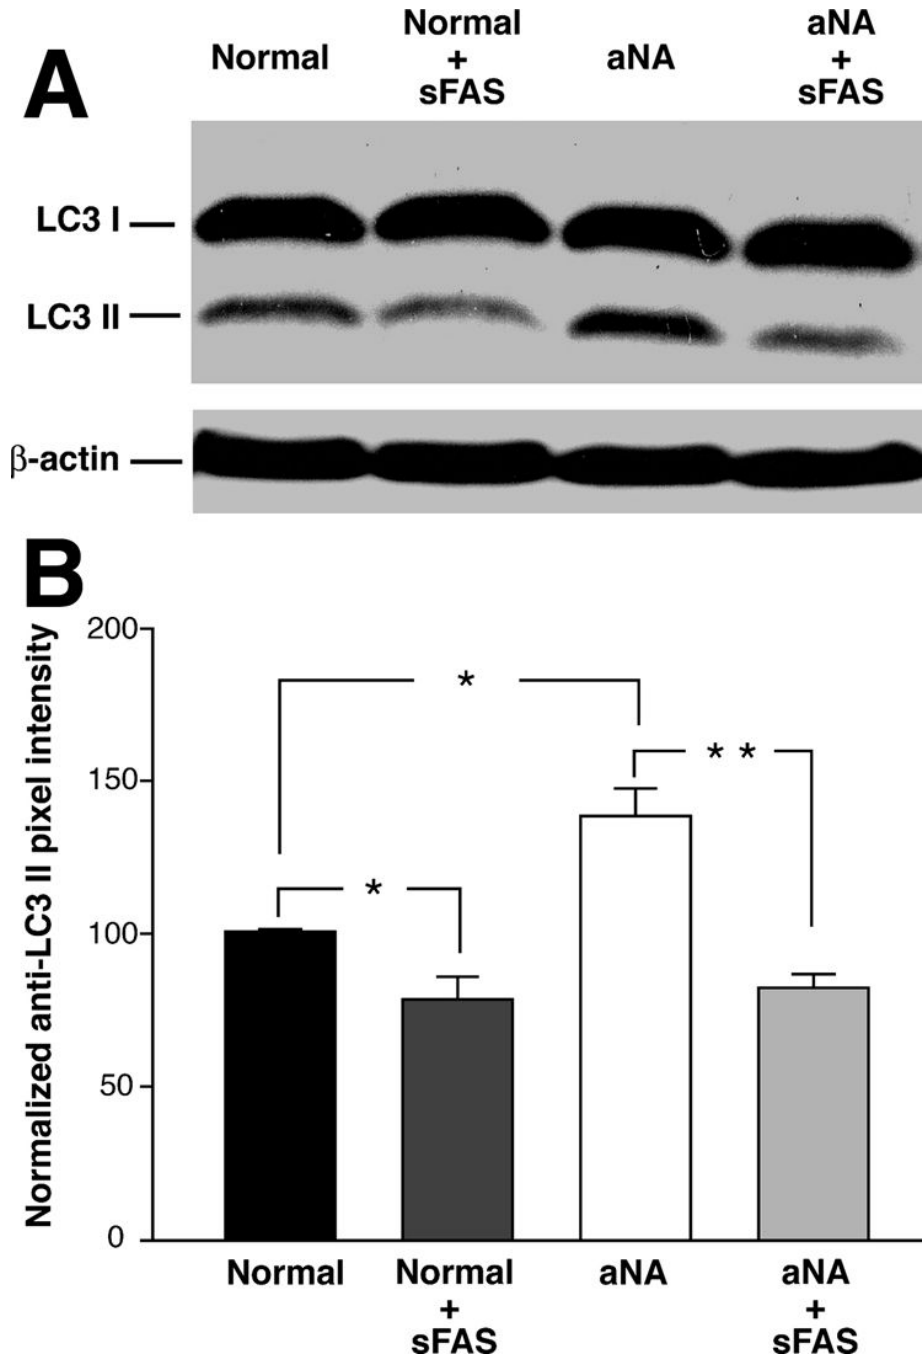 A
Normal
Normal
+
sFAS
aNA
aNA
+
sFAS
LC3 I
LC3 II
β-actin
B
Normalized anti-LC3 II pixel intensity
200
150
100
50
0
*
* *
*
Normal
Normal
+
sFAS
aNA
aNA
+
sFAS